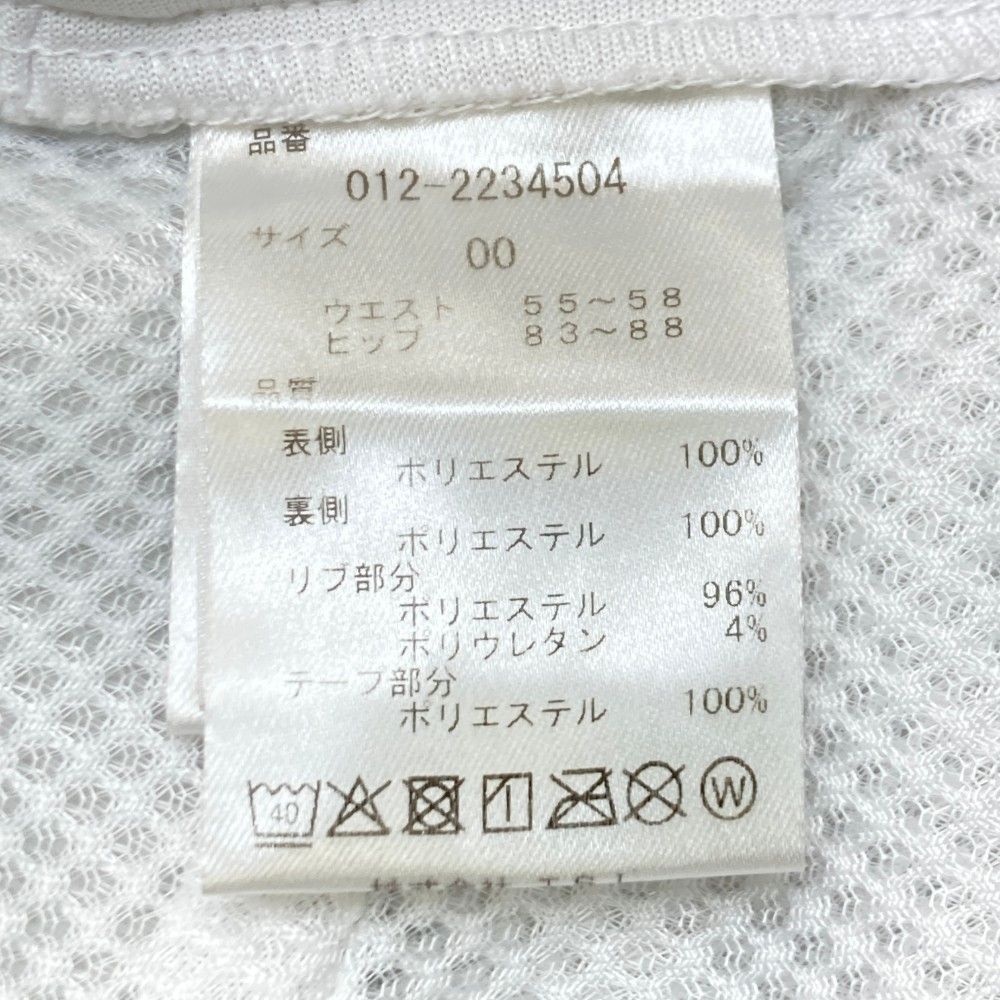 品番
012-2234504
サイズ
00
ウエスト 55～58
ヒップ 83～88
品質
表側
ポリエステル 100%
裏側
ポリエステル 100%
リブ部分
ポリエステル 96%
ポリウレタン 4%
テープ部分
ポリエステル 100%
40 W